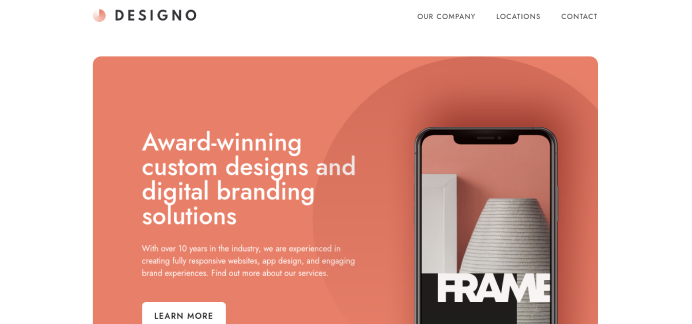 DESIGNO
OUR COMPANY
LOCATIONS
CONTACT
Award-winning
custom designs and
digital branding
solutions
With over 10 years in the industry, we are experienced in
creating fully responsive websites, app design, and engaging
brand experiences. Find out more about our services.
LEARN MORE
FRAME